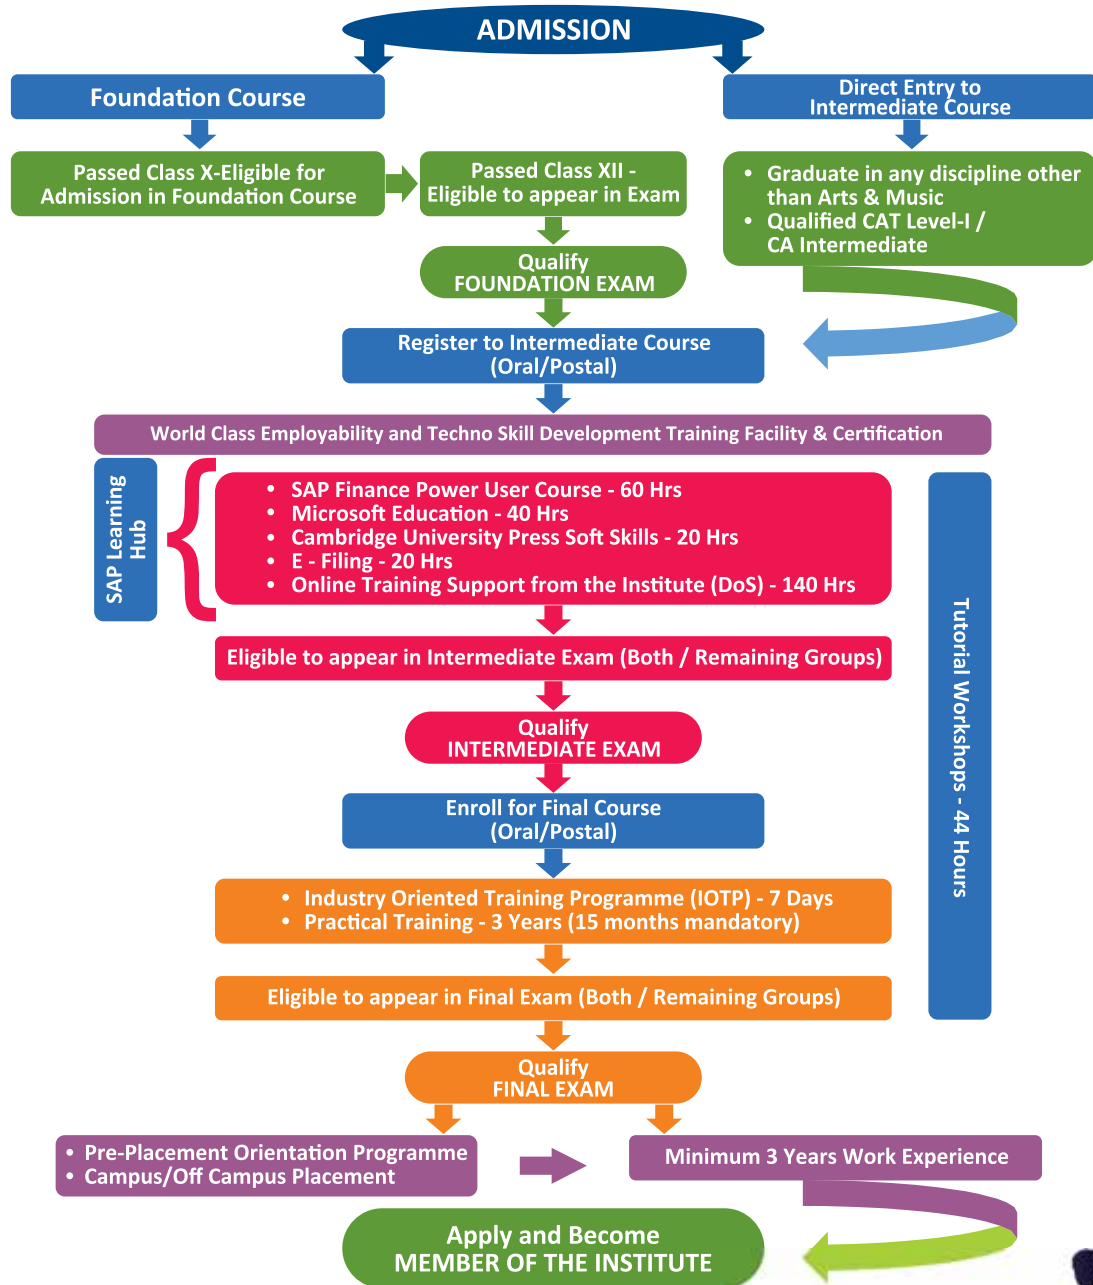 ADMISSION
Foundation Course
Direct Entry to
Intermediate Course
Passed Class X-Eligible for
Admission in Foundation Course
Passed Class XII -
Eligible to appear in Exam
• Graduate in any discipline other
than Arts & Music
• Qualified CAT Level-I /
CA Intermediate
Qualify
FOUNDATION EXAM
Register to Intermediate Course
(Oral/Postal)
World Class Employability and Techno Skill Development Training Facility & Certification
SAP Learning
Hub
• SAP Finance Power User Course - 60 Hrs
• Microsoft Education - 40 Hrs
• Cambridge University Press Soft Skills - 20 Hrs
• E - Filing - 20 Hrs
• Online Training Support from the Institute (DoS) - 140 Hrs
Tutorial Workshops - 44 Hours
Eligible to appear in Intermediate Exam (Both / Remaining Groups)
Qualify
INTERMEDIATE EXAM
Enroll for Final Course
(Oral/Postal)
• Industry Oriented Training Programme (IOTP) - 7 Days
• Practical Training - 3 Years (15 months mandatory)
Eligible to appear in Final Exam (Both / Remaining Groups)
Qualify
FINAL EXAM
• Pre-Placement Orientation Programme
• Campus/Off Campus Placement
Minimum 3 Years Work Experience
Apply and Become
MEMBER OF THE INSTITUTE